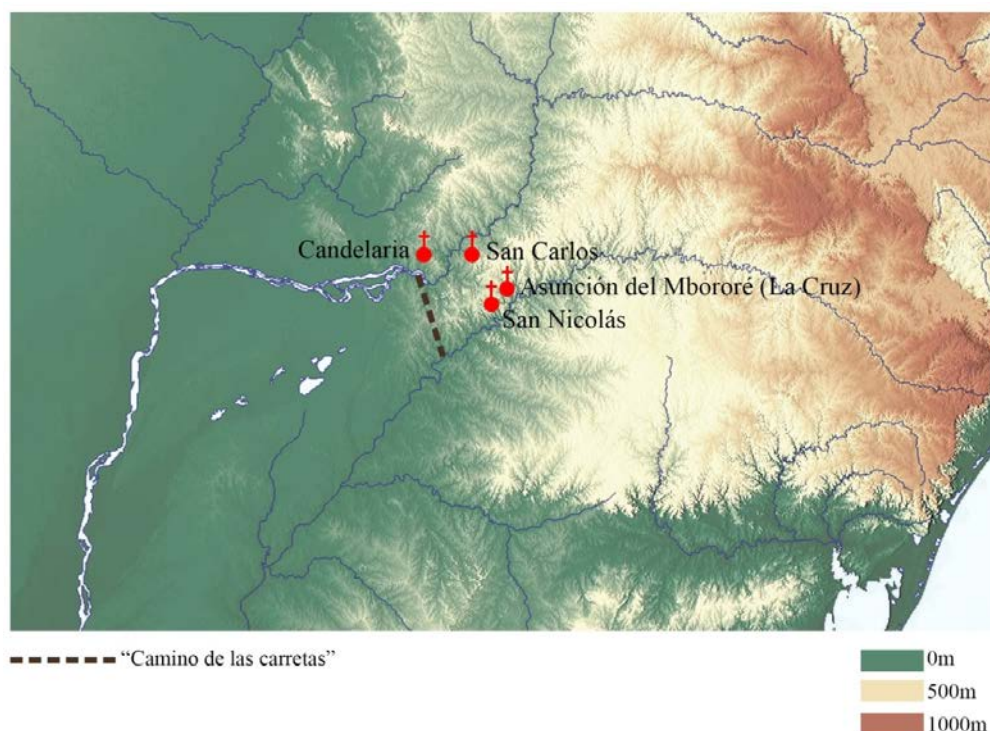 Candelaria
San Carlos
Asunción del Mbororé (La Cruz)
San Nicolás
“Camino de las carretas”
0m
500m
1000m